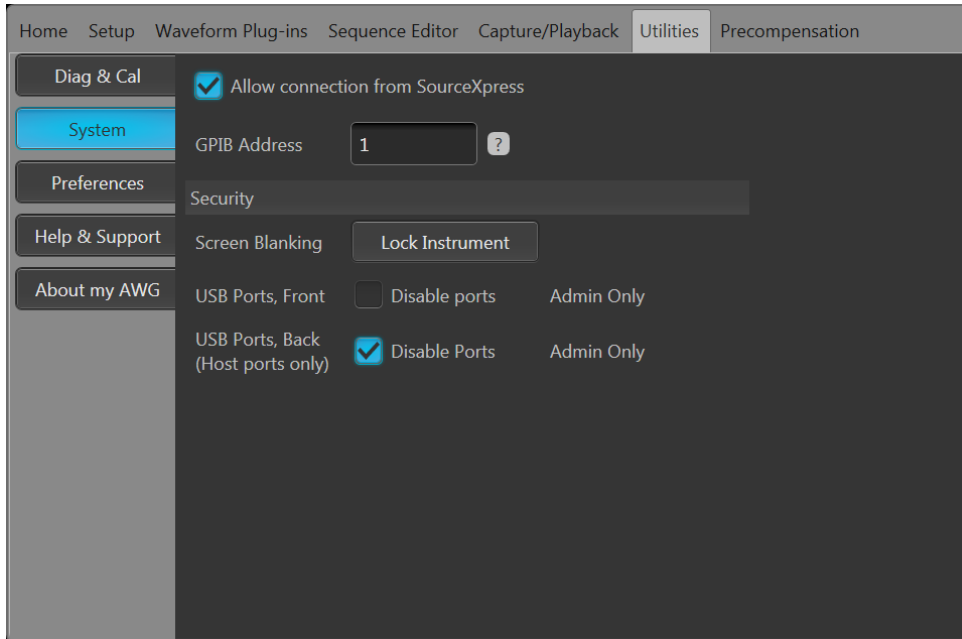 Home Setup Waveform Plug-ins Sequence Editor Capture/Playback Utilities Precompensation
Diag & Cal
System
Preferences
Help & Support
About my AWG
Allow connection from SourceXpress
GPIB Address 1 ?
Security
Screen Blanking Lock Instrument
USB Ports, Front Disable ports Admin Only
USB Ports, Back
(Host ports only) Disable Ports Admin Only